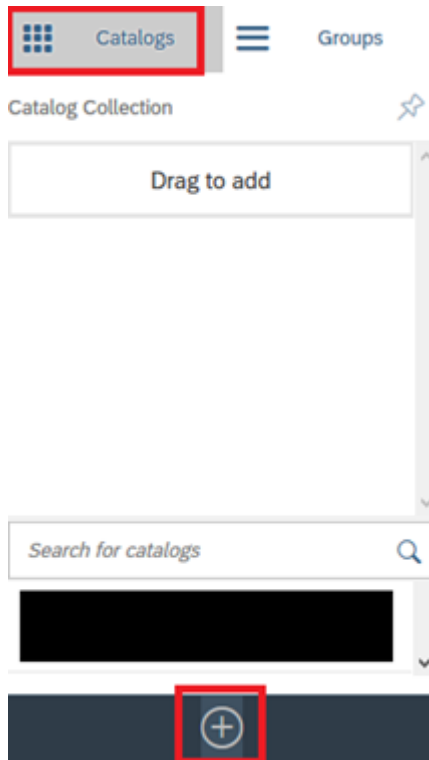 Catalogs Groups
Catalog Collection
Drag to add
Search for catalogs